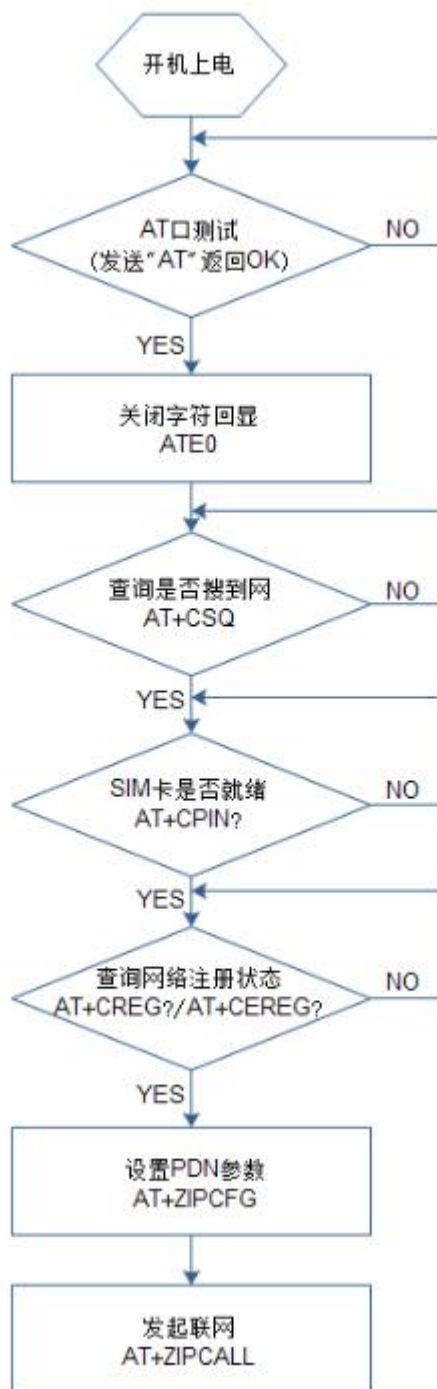 开机上电
AT口测试
(发送"AT"返回OK)
NO
YES
关闭字符回显
ATE0
查询是否搜到网
AT+CSQ
NO
YES
SIM卡是否就绪
AT+CPIN?
NO
YES
查询网络注册状态
AT+CREG?/AT+CEREG?
NO
YES
设置PDN参数
AT+ZIPCFG
发起联网
AT+ZIPCALL